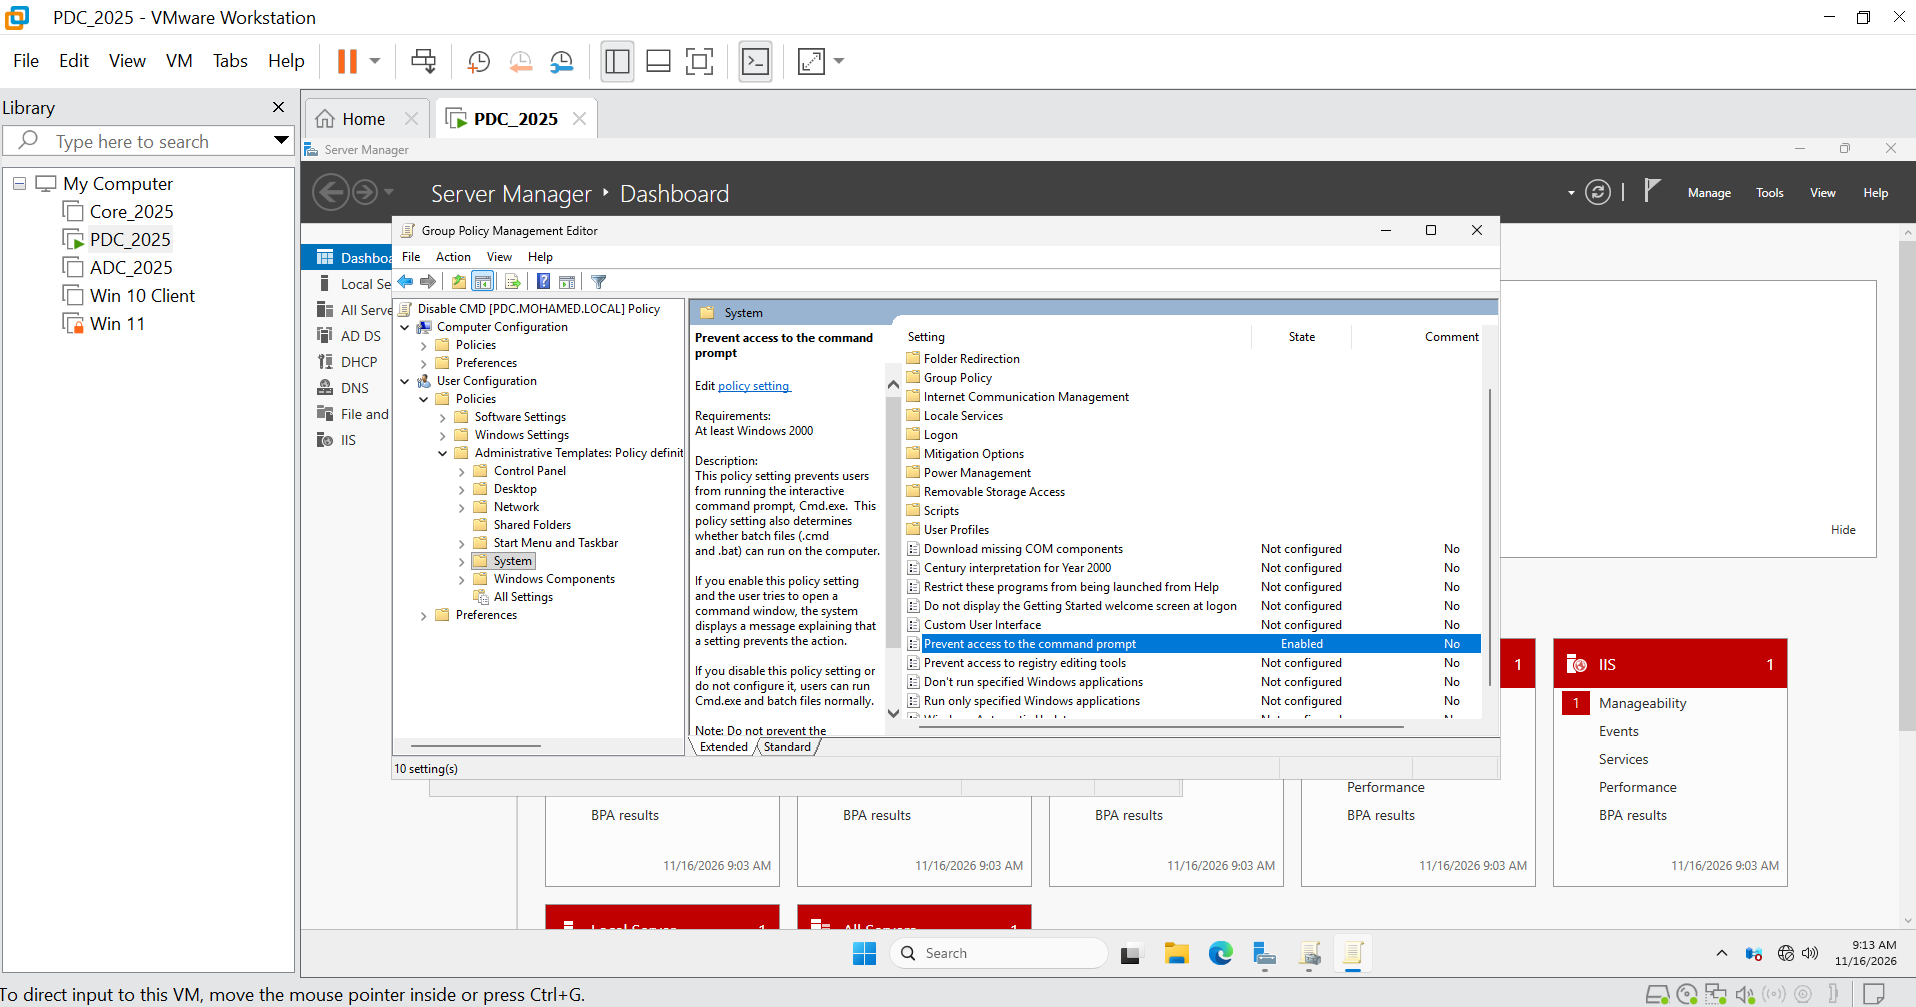 PDC_2025 - VMware Workstation
File Edit View VM Tabs Help
Library
Type here to search
My Computer
Core_2025
PDC_2025
ADC_2025
Win 10 Client
Win 11
Home
PDC_2025
Server Manager
Server Manager ‣ Dashboard
Manage Tools View Help
Dashboa
Local Se
All Serve
AD DS
DHCP
DNS
File and
IIS
Group Policy Management Editor
File Action View Help
Disable CMD [PDC.MOHAMED.LOCAL] Policy
Computer Configuration
Policies
Preferences
User Configuration
Policies
Software Settings
Windows Settings
Administrative Templates: Policy definit
Control Panel
Desktop
Network
Shared Folders
Start Menu and Taskbar
System
Windows Components
All Settings
Preferences
System
Prevent access to the command
prompt
Edit policy setting
Requirements:
At least Windows 2000
Description:
This policy setting prevents users
from running the interactive
command prompt, Cmd.exe. This
policy setting also determines
whether batch files (.cmd
and .bat) can run on the computer.
If you enable this policy setting
and the user tries to open a
command window, the system
displays a message explaining that
a setting prevents the action.
If you disable this policy setting or
do not configure it, users can run
Cmd.exe and batch files normally.
Note: Do not prevent the
Setting State Comment
Folder Redirection
Group Policy
Internet Communication Management
Locale Services
Logon
Mitigation Options
Power Management
Removable Storage Access
Scripts
User Profiles
Download missing COM components Not configured No
Century interpretation for Year 2000 Not configured No
Restrict these programs from being launched from Help Not configured No
Do not display the Getting Started welcome screen at logon Not configured No
Custom User Interface Not configured No
Prevent access to the command prompt Enabled No
Prevent access to registry editing tools Not configured No
Don't run specified Windows applications Not configured No
Run only specified Windows applications Not configured No
Extended Standard
10 setting(s)
Hide
1
IIS 1
1 Manageability
Events
Services
Performance
BPA results
11/16/2026 9:03 AM
Performance
BPA results
11/16/2026 9:03 AM
BPA results
11/16/2026 9:03 AM
BPA results
11/16/2026 9:03 AM
BPA results
11/16/2026 9:03 AM
Local Server 1
All Servers 1
Search
9:13 AM
11/16/2026
To direct input to this VM, move the mouse pointer inside or press Ctrl+G.